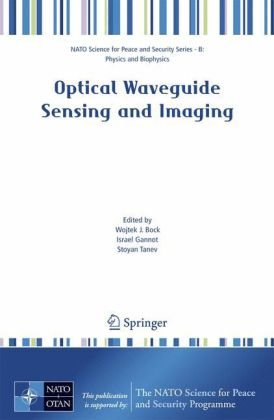 NATO Science for Peace and Security Series - B:
Physics and Biophysics
Optical Waveguide
Sensing and Imaging
Edited by
Wojtek J. Bock
Israel Gannot
Stoyan Tanev
Springer
NATO
OTAN
This publication
is supported by:
The NATO Science for Peace
and Security Programme